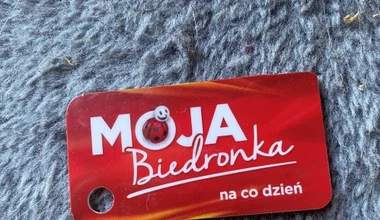 MOJA
Biedronka
na co dzień